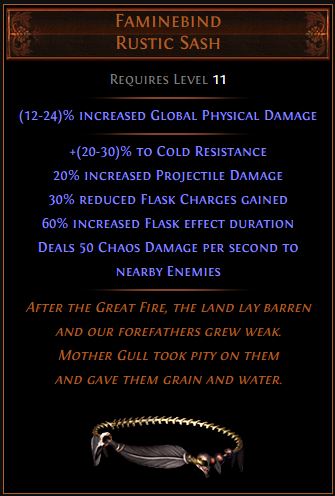 Faminebind
Rustic Sash
Requires Level 11
(12-24)% increased Global Physical Damage
+(20-30)% to Cold Resistance
20% increased Projectile Damage
30% reduced Flask Charges gained
60% increased Flask effect duration
Deals 50 Chaos Damage per second to
nearby Enemies
After the Great Fire, the land lay barren
and our forefathers grew weak.
Mother Gull took pity on them
and gave them grain and water.